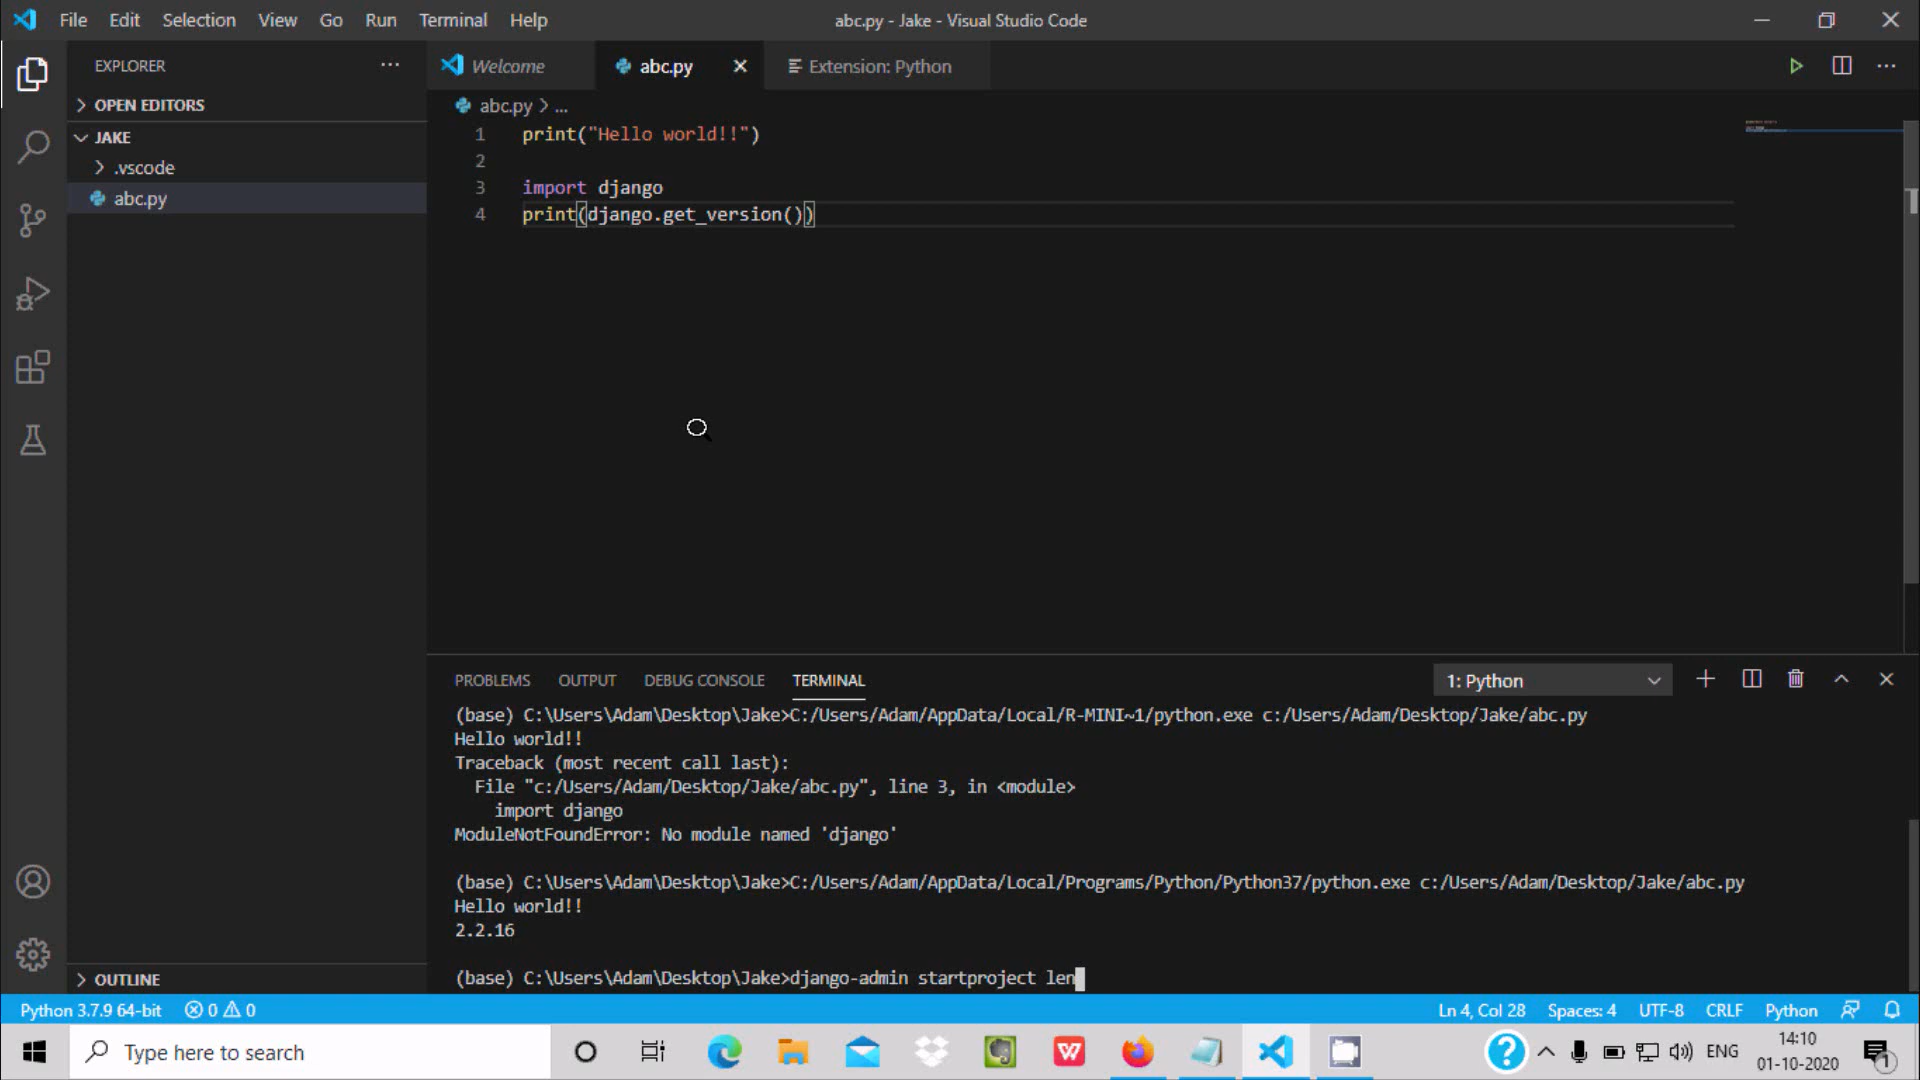 File Edit Selection View Go Run Terminal Help
abc.py - Jake - Visual Studio Code
EXPLORER
OPEN EDITORS
JAKE
.vscode
abc.py
OUTLINE
Welcome
abc.py
Extension: Python
abc.py > ...
1 print("Hello world!!")
2
3 import django
4 print(django.get_version())
PROBLEMS OUTPUT DEBUG CONSOLE TERMINAL
1: Python
(base) C:\Users\Adam\Desktop\Jake>C:/Users/Adam/AppData/Local/R-MINI~1/python.exe c:/Users/Adam/Desktop/Jake/abc.py
Hello world!!
Traceback (most recent call last):
File "c:/Users/Adam/Desktop/Jake/abc.py", line 3, in <module>
import django
ModuleNotFoundError: No module named 'django'
(base) C:\Users\Adam\Desktop\Jake>C:/Users/Adam/AppData/Local/Programs/Python/Python37/python.exe c:/Users/Adam/Desktop/Jake/abc.py
Hello world!!
2.2.16
(base) C:\Users\Adam\Desktop\Jake>django-admin startproject len
Python 3.7.9 64-bit 0 0
Ln 4, Col 28 Spaces: 4 UTF-8 CRLF Python
Type here to search
ENG
14:10
01-10-2020
1